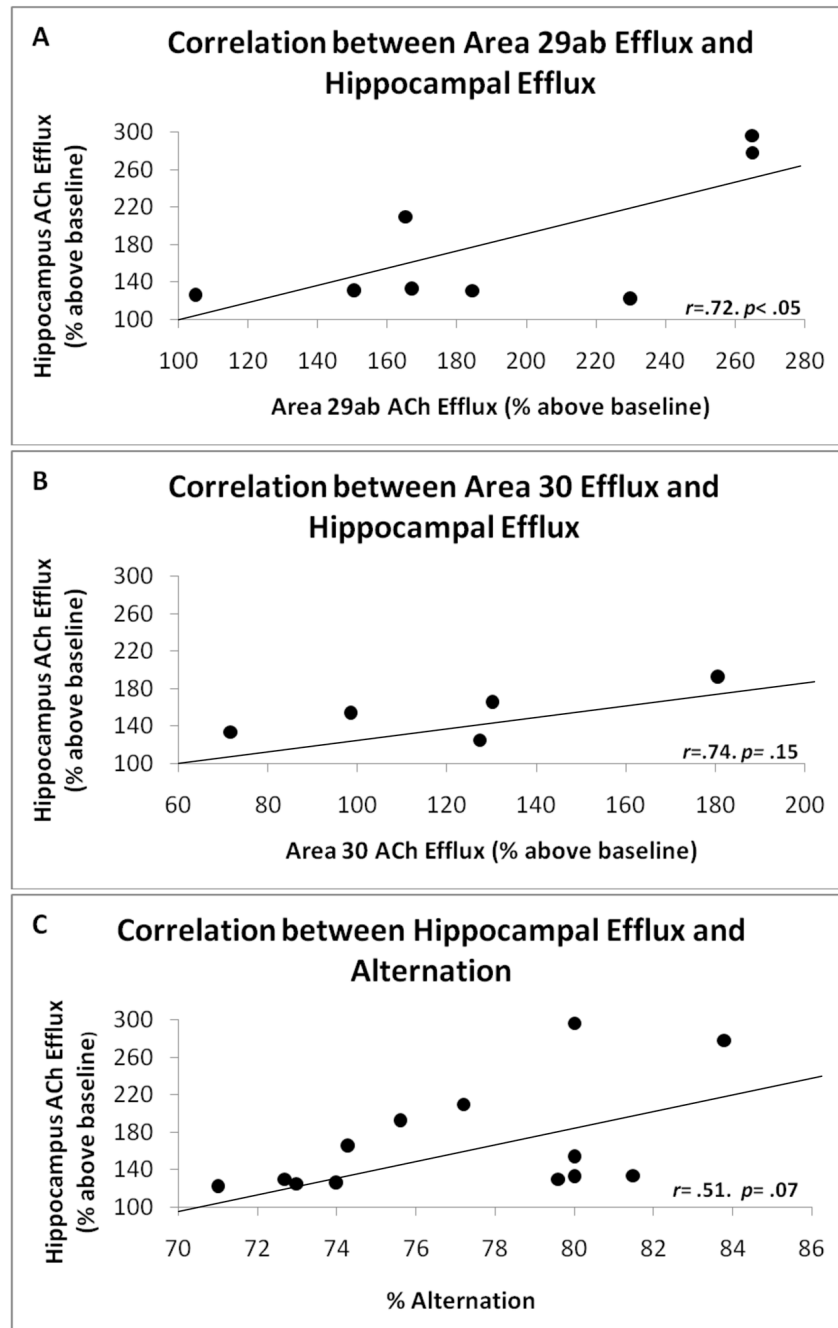 A
Correlation between Area 29ab Efflux and
Hippocampal Efflux
Hippocampus ACh Efflux
(% above baseline)
300
260
220
180
140
100
r=.72. p< .05
100 120 140 160 180 200 220 240 260 280
Area 29ab ACh Efflux (% above baseline)
B
Correlation between Area 30 Efflux and
Hippocampal Efflux
Hippocampus ACh Efflux
(% above baseline)
300
260
220
180
140
100
r=.74. p= .15
60 80 100 120 140 160 180 200
Area 30 ACh Efflux (% above baseline)
C
Correlation between Hippocampal Efflux and
Alternation
Hippocampus ACh Efflux
(% above baseline)
300
260
220
180
140
100
r= .51. p= .07
70 72 74 76 78 80 82 84 86
% Alternation